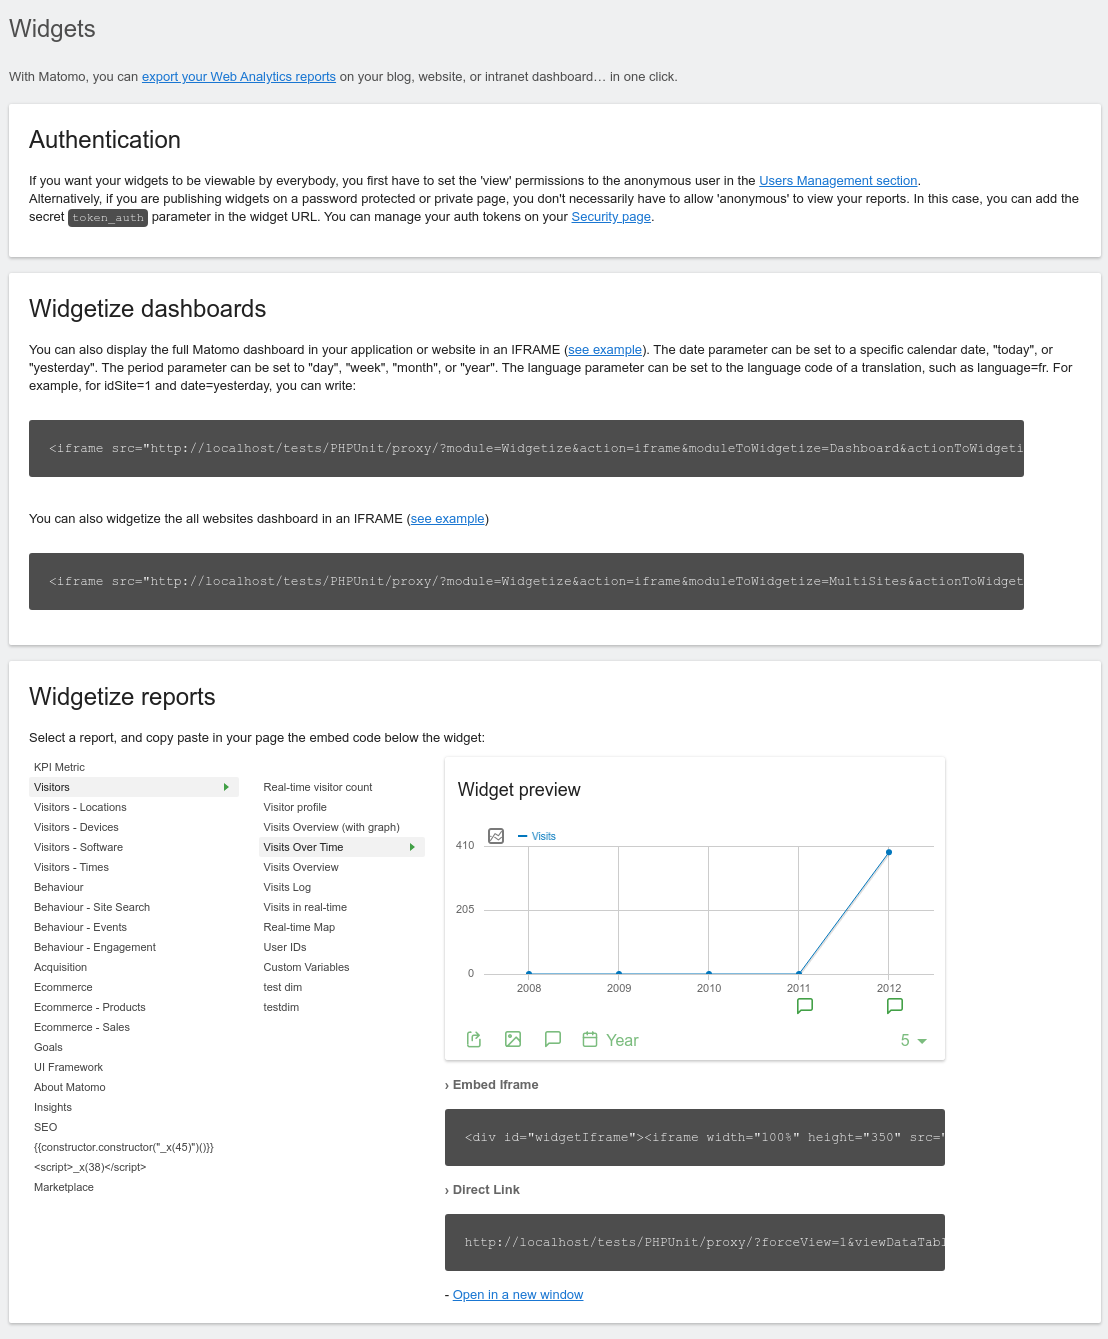 Widgets
With Matomo, you can export your Web Analytics reports on your blog, website, or intranet dashboard… in one click.
Authentication
If you want your widgets to be viewable by everybody, you first have to set the 'view' permissions to the anonymous user in the Users Management section.
Alternatively, if you are publishing widgets on a password protected or private page, you don't necessarily have to allow 'anonymous' to view your reports. In this case, you can add the
secret token_auth parameter in the widget URL. You can manage your auth tokens on your Security page.
Widgetize dashboards
You can also display the full Matomo dashboard in your application or website in an IFRAME (see example). The date parameter can be set to a specific calendar date, "today", or
"yesterday". The period parameter can be set to "day", "week", "month", or "year". The language parameter can be set to the language code of a translation, such as language=fr. For
example, for idSite=1 and date=yesterday, you can write:
<iframe src="http://localhost/tests/PHPUnit/proxy/?module=Widgetize&action=iframe&moduleToWidgetize=Dashboard&actionToWidgeti
You can also widgetize the all websites dashboard in an IFRAME (see example)
<iframe src="http://localhost/tests/PHPUnit/proxy/?module=Widgetize&action=iframe&moduleToWidgetize=MultiSites&actionToWidget
Widgetize reports
Select a report, and copy paste in your page the embed code below the widget:
KPI Metric
Visitors
Visitors - Locations
Visitors - Devices
Visitors - Software
Visitors - Times
Behaviour
Behaviour - Site Search
Behaviour - Events
Behaviour - Engagement
Acquisition
Ecommerce
Ecommerce - Products
Ecommerce - Sales
Goals
UI Framework
About Matomo
Insights
SEO
{{constructor.constructor("_x(45)")()}}
<script>_x(38)</script>
Marketplace
Real-time visitor count
Visitor profile
Visits Overview (with graph)
Visits Over Time
Visits Overview
Visits Log
Visits in real-time
Real-time Map
User IDs
Custom Variables
test dim
testdim
Widget preview
Visits
410
205
0
2008 2009 2010 2011 2012
Year 5
› Embed Iframe
<div id="widgetIframe"><iframe width="100%" height="350" src="
› Direct Link
http://localhost/tests/PHPUnit/proxy/?forceView=1&viewDataTabl
- Open in a new window